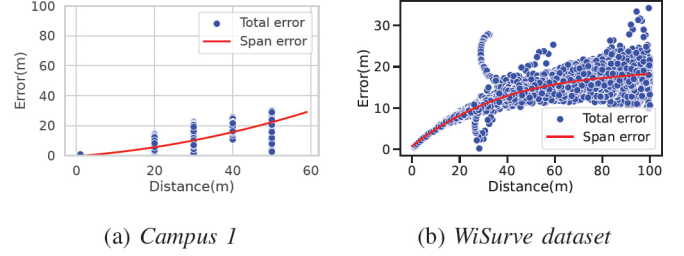 100
80
60
40
20
0
Error(m)
Total error
Span error
0 20 40 60
Distance(m)
(a) Campus 1
30
20
10
0
Error(m)
Total error
Span error
0 20 40 60 80 100
Distance(m)
(b) WiSurve dataset